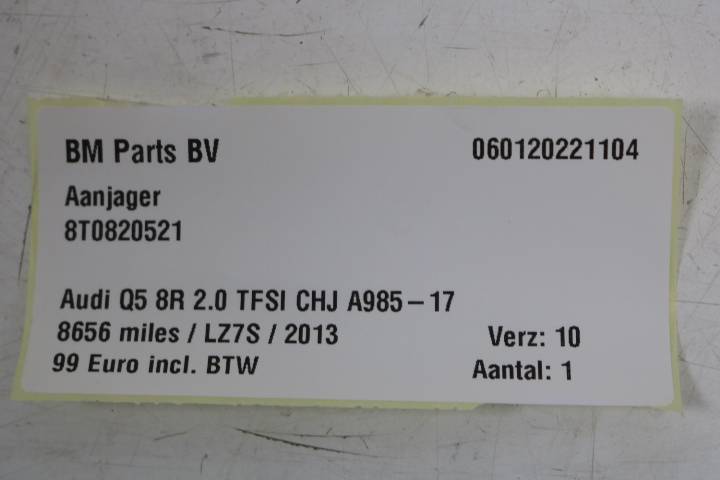 BM Parts BV 060120221104
Aanjager
8T0820521
Audi Q5 8R 2.0 TFSI CHJ A985-17
8656 miles / LZ7S / 2013 Verz: 10
99 Euro incl. BTW Aantal: 1